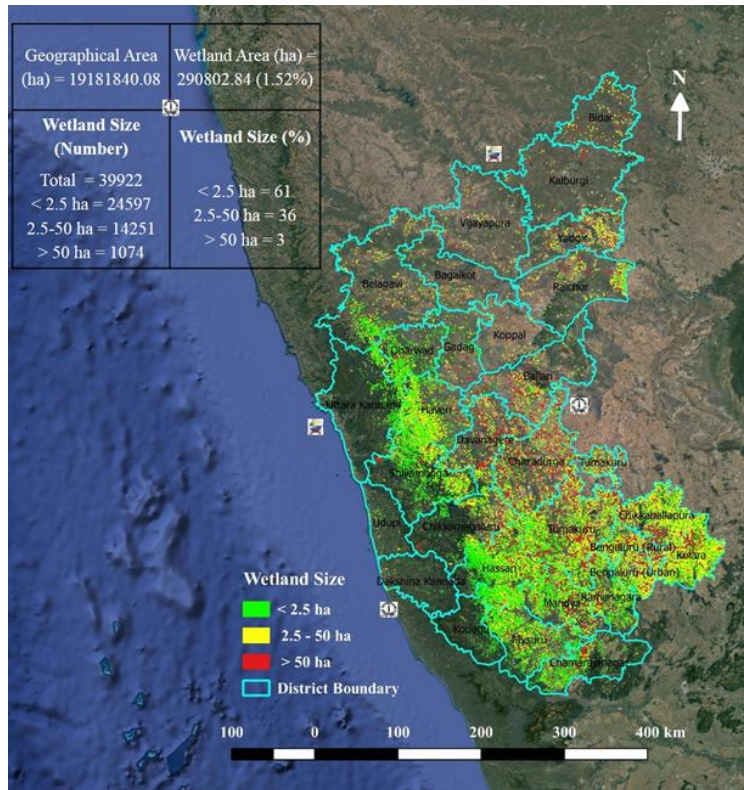 Geographical Area
(ha) = 19181840.08
Wetland Area (ha) =
290802.84 (1.52%)
Wetland Size
(Number)
Total = 39922
< 2.5 ha = 24597
2.5-50 ha = 14251
> 50 ha = 1074
Wetland Size (%)
< 2.5 ha = 61
2.5-50 ha = 36
> 50 ha = 3
N
Bidar
Kalburgi
Vijayapura
Yadgir
Bagalkot
Raichur
Belagavi
Koppal
Dharwad
Gadag
Ballari
Uttara Kannada
Haveri
Davanagere
Chitradurga
Tumakuru
Shivamogga
Udupi
Chikkamagaluru
Tumakuru
Chikkaballapura
Bengaluru (Rural)
Kolara
Hassan
Bengaluru (Urban)
Dakshina Kannada
Mandya
Ramanagara
Kodagu
Mysuru
Chamarajanagar
Wetland Size
< 2.5 ha
2.5 - 50 ha
> 50 ha
District Boundary
100 0 100 200 300 400 km